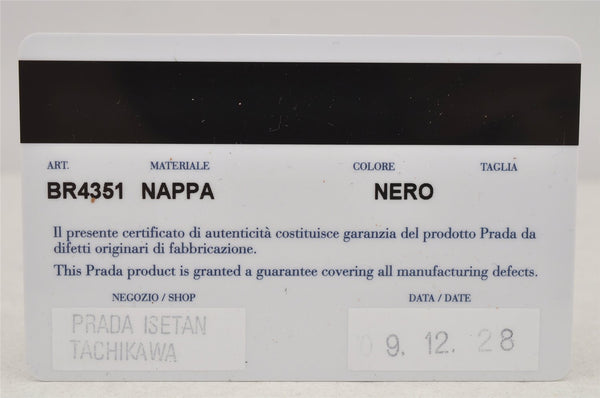 ART. MATERIALE COLORE TAGLIA
BR4351 NAPPA NERO
Il presente certificato di autenticità costituisce garanzia del prodotto Prada da
difetti originari di fabbricazione.
This Prada product is granted a guarantee covering all manufacturing defects.
NEGOZIO / SHOP DATA / DATE
PRADA ISETAN
TACHIKAWA
09. 12. 28